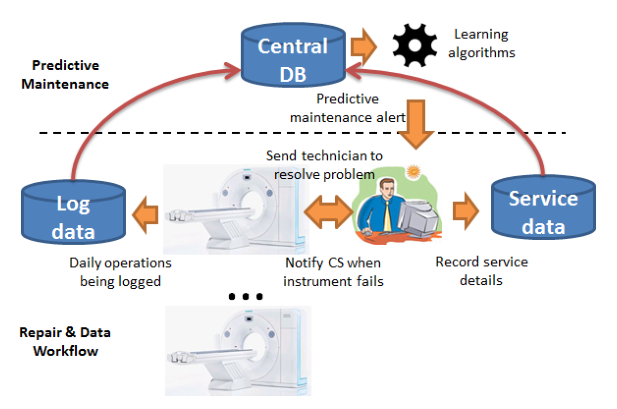 Central
DB
Learning
algorithms
Predictive
Maintenance
Predictive
maintenance alert
Send technician to
resolve problem
Log
data
Service
data
Daily operations
being logged
Notify CS when
instrument fails
Record service
details
...
Repair & Data
Workflow